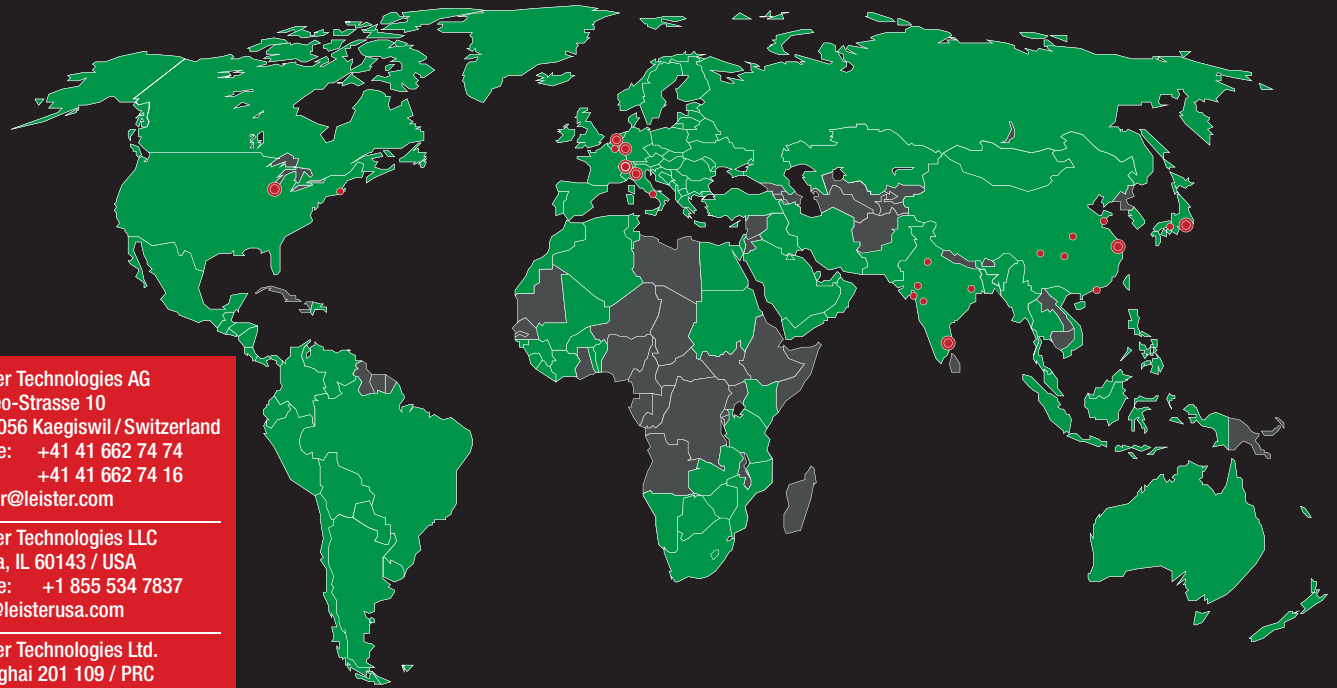 er Technologies AG
eo-Strasse 10
056 Kaegiswil / Switzerland
e: +41 41 662 74 74
+41 41 662 74 16
r@leister.com
er Technologies LLC
a, IL 60143 / USA
e: +1 855 534 7837
@leisterusa.com
er Technologies Ltd.
ghai 201 109 / PRC